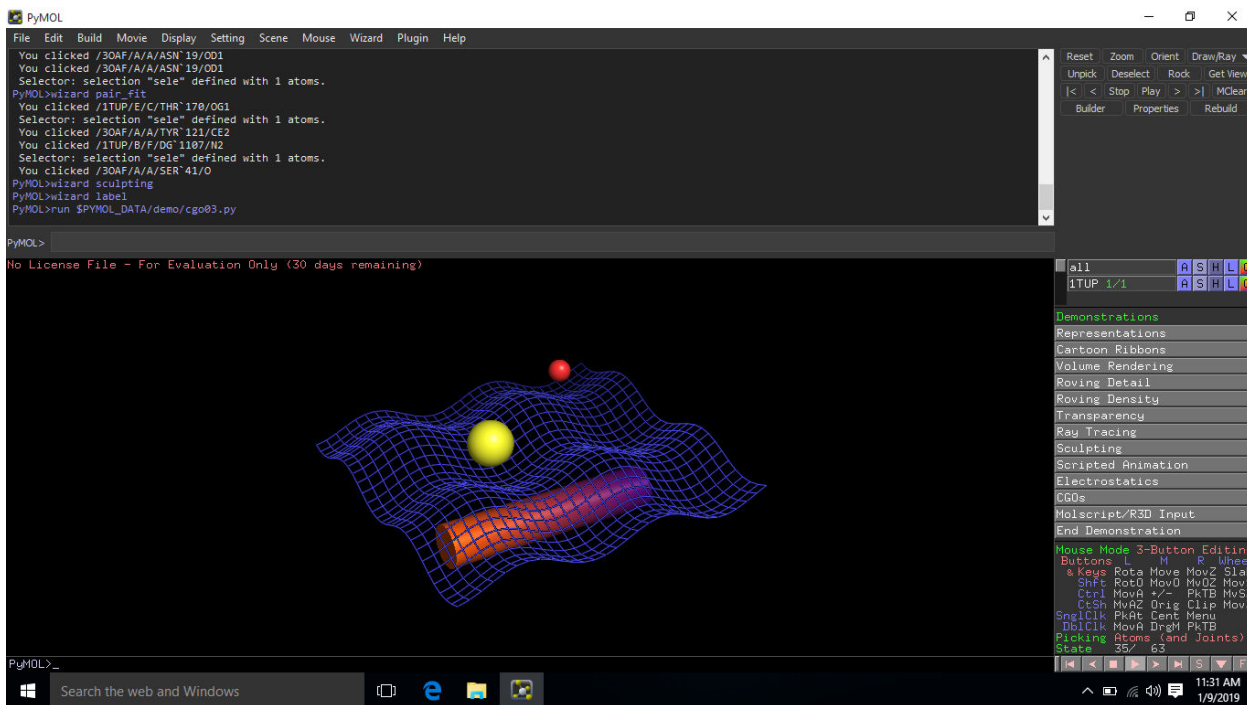 PyMOL
File Edit Build Movie Display Setting Scene Mouse Wizard Plugin Help
You clicked /3OAF/A/A/ASN`19/OD1
You clicked /3OAF/A/A/ASN`19/OD1
Selector: selection "sele" defined with 1 atoms.
PyMOL>wizard pair_fit
You clicked /1TUP/E/C/THR`170/OG1
Selector: selection "sele" defined with 1 atoms.
You clicked /3OAF/A/A/TYR`121/CE2
You clicked /1TUP/B/F/DG`1107/N2
Selector: selection "sele" defined with 1 atoms.
You clicked /3OAF/A/A/SER`41/O
PyMOL>wizard sculpting
PyMOL>wizard label
PyMOL>run $PYMOL_DATA/demo/cgo03.py
PyMOL>
Reset Zoom Orient Draw/Ray
Unpick Deselect Rock Get View
|< < Stop Play > >| MClear
Builder Properties Rebuild
No License File - For Evaluation Only (30 days remaining)
all A S H L
1TUP 1/1 A S H L
Demonstrations
Representations
Cartoon Ribbons
Volume Rendering
Roving Detail
Roving Density
Transparency
Ray Tracing
Sculpting
Scripted Animation
Electrostatics
CGOs
Molscript/R3D Input
End Demonstration
Mouse Mode 3-Button Editin
Buttons L M R Whee
& Keys Rota Move MovZ Sla
Shft RotO MovO MvOZ Mov
Ctrl MovA +/- PkTB MvS
CtSh MvAZ Orig Clip Mov
SnglClk PkAt Cent Menu
DblClk MovA DrgM PkTB
Picking Atoms (and Joints)
State 35/ 63
S F
PyMOL>_
Search the web and Windows
11:31 AM
1/9/2019